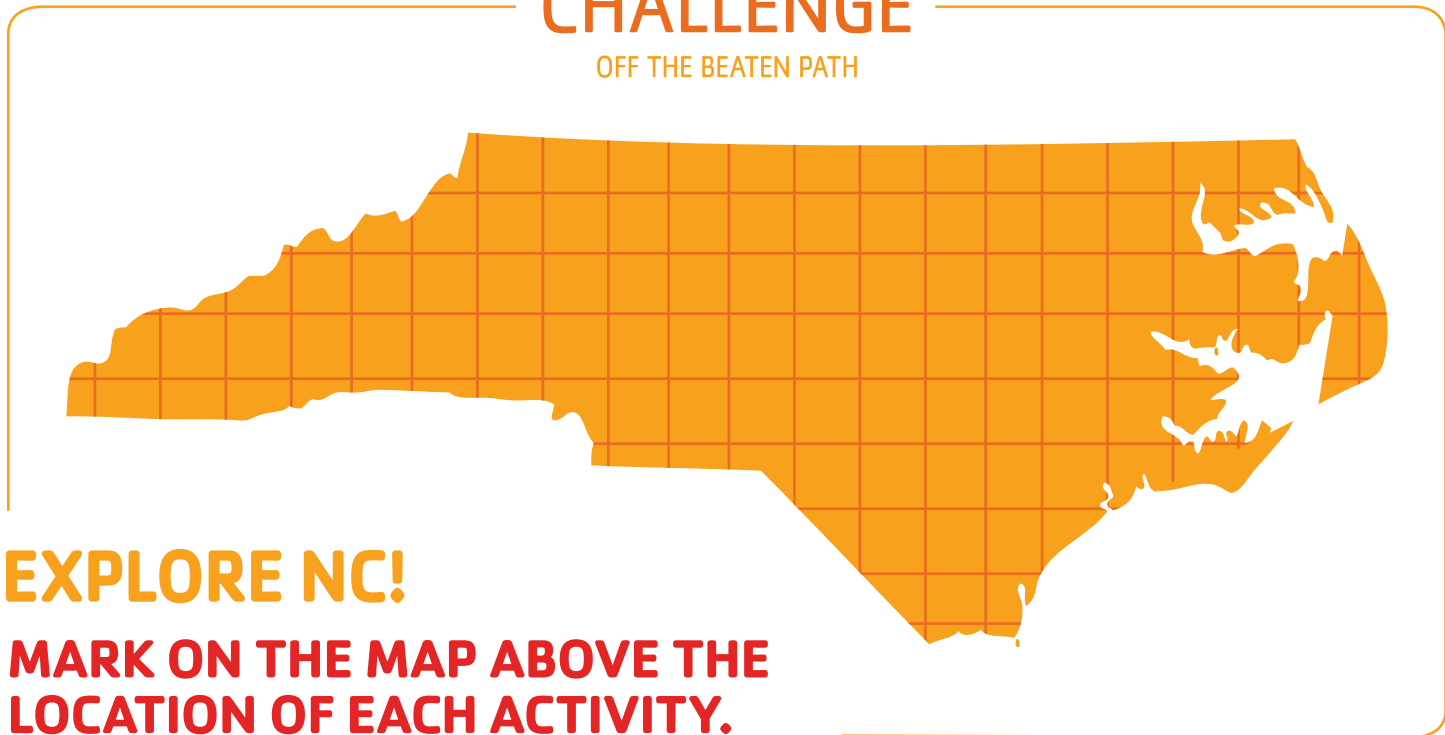 CHALLENGE
OFF THE BEATEN PATH
EXPLORE NC!
MARK ON THE MAP ABOVE THE
LOCATION OF EACH ACTIVITY.